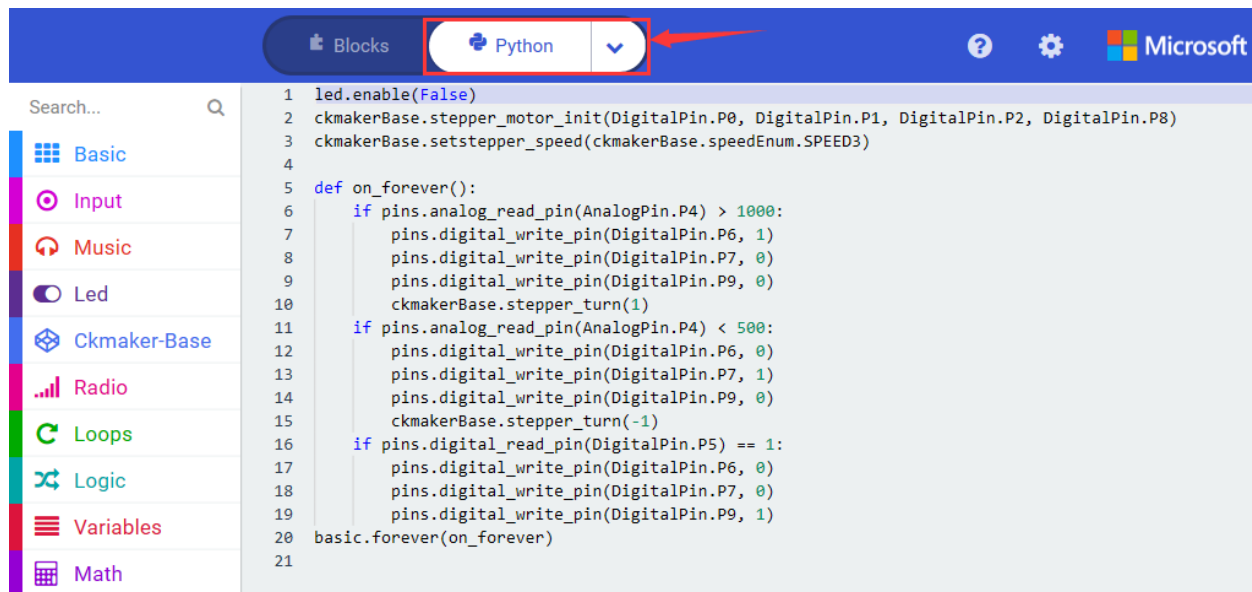 Blocks
Python
Microsoft
Search...
Basic
Input
Music
Led
Ckmaker-Base
Radio
Loops
Logic
Variables
Math
1 led.enable(False)
2 ckmakerBase.stepper_motor_init(DigitalPin.P0, DigitalPin.P1, DigitalPin.P2, DigitalPin.P8)
3 ckmakerBase.setstepper_speed(ckmakerBase.speedEnum.SPEED3)
4
5 def on_forever():
6     if pins.analog_read_pin(AnalogPin.P4) > 1000:
7         pins.digital_write_pin(DigitalPin.P6, 1)
8         pins.digital_write_pin(DigitalPin.P7, 0)
9         pins.digital_write_pin(DigitalPin.P9, 0)
10         ckmakerBase.stepper_turn(1)
11     if pins.analog_read_pin(AnalogPin.P4) < 500:
12         pins.digital_write_pin(DigitalPin.P6, 0)
13         pins.digital_write_pin(DigitalPin.P7, 1)
14         pins.digital_write_pin(DigitalPin.P9, 0)
15         ckmakerBase.stepper_turn(-1)
16     if pins.digital_read_pin(DigitalPin.P5) == 1:
17         pins.digital_write_pin(DigitalPin.P6, 0)
18         pins.digital_write_pin(DigitalPin.P7, 0)
19         pins.digital_write_pin(DigitalPin.P9, 1)
20 basic.forever(on_forever)
21